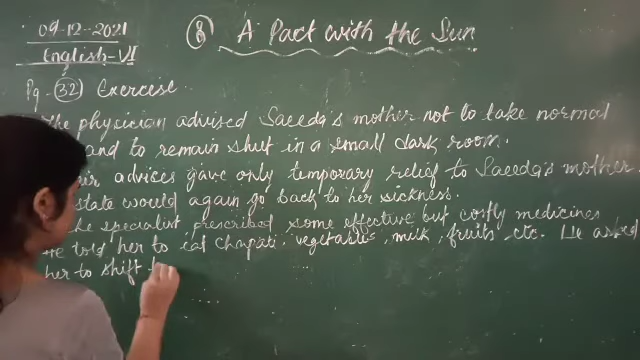 09-12-2021
English-VI
(8) A Pact with the Sun
Pg. (32) Exercise
The physician advised Saeeda's mother not to take normal
and to remain shut in a small dark room.
advices gave only temporary relief to Saeeda's mother.
state would again go back to her sickness.
The specialist prescribed some effective but costly medicines
He told her to eat chapati, vegetables, milk, fruits, etc. He asked
her to shift